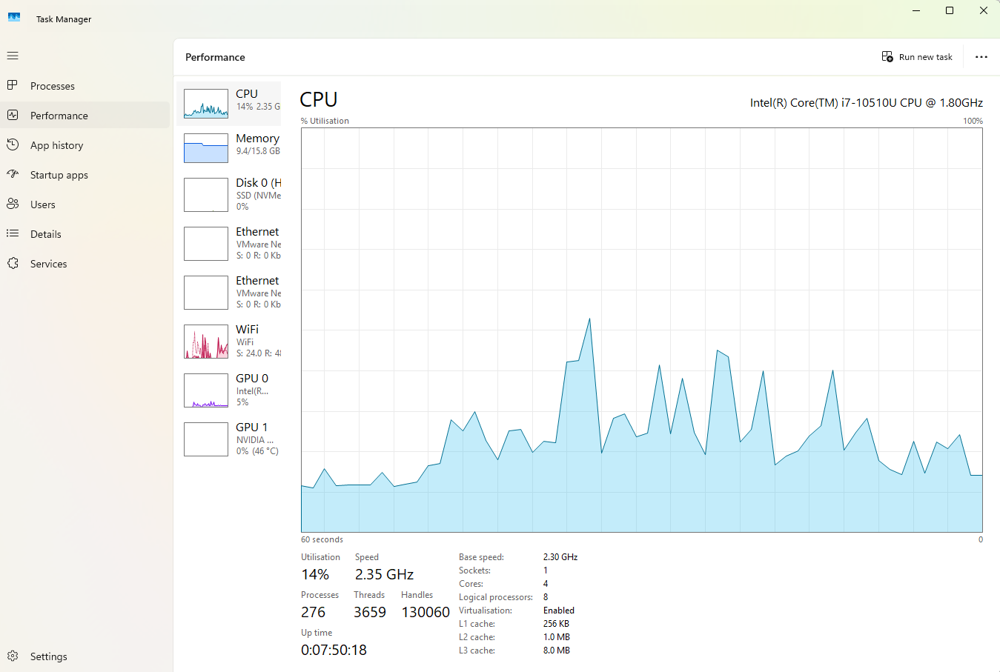 Task Manager
Performance
Run new task
Processes
Performance
App history
Startup apps
Users
Details
Services
Settings
CPU
14% 2.35 G
Memory
9.4/15.8 GB
Disk 0 (H
SSD (NVMe
0%
Ethernet
VMware Ne
S: 0 R: 0 Kb
Ethernet
VMware Ne
S: 0 R: 0 Kb
WiFi
WiFi
S: 24.0 R: 48
GPU 0
Intel(R...
5%
GPU 1
NVIDIA ...
0% (46 °C)
CPU
Intel(R) Core(TM) i7-10510U CPU @ 1.80GHz
% Utilisation 100%
60 seconds 0
Utilisation Speed
14% 2.35 GHz
Processes Threads Handles
276 3659 130060
Up time
0:07:50:18
Base speed: 2.30 GHz
Sockets: 1
Cores: 4
Logical processors: 8
Virtualisation: Enabled
L1 cache: 256 KB
L2 cache: 1.0 MB
L3 cache: 8.0 MB